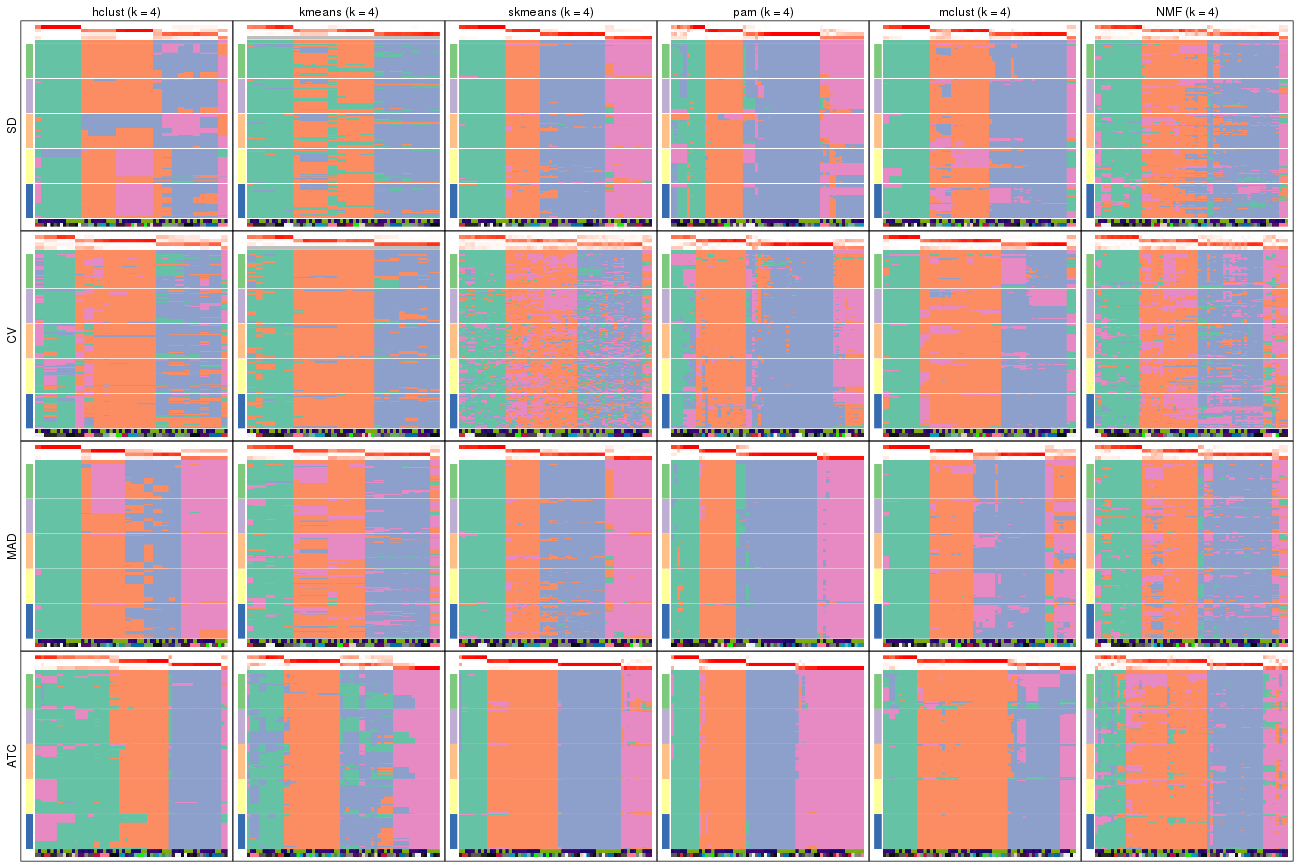 hclust (k = 4) kmeans (k = 4) skmeans (k = 4) pam (k = 4) mclust (k = 4) NMF (k = 4)
SD
CV
MAD
ATC